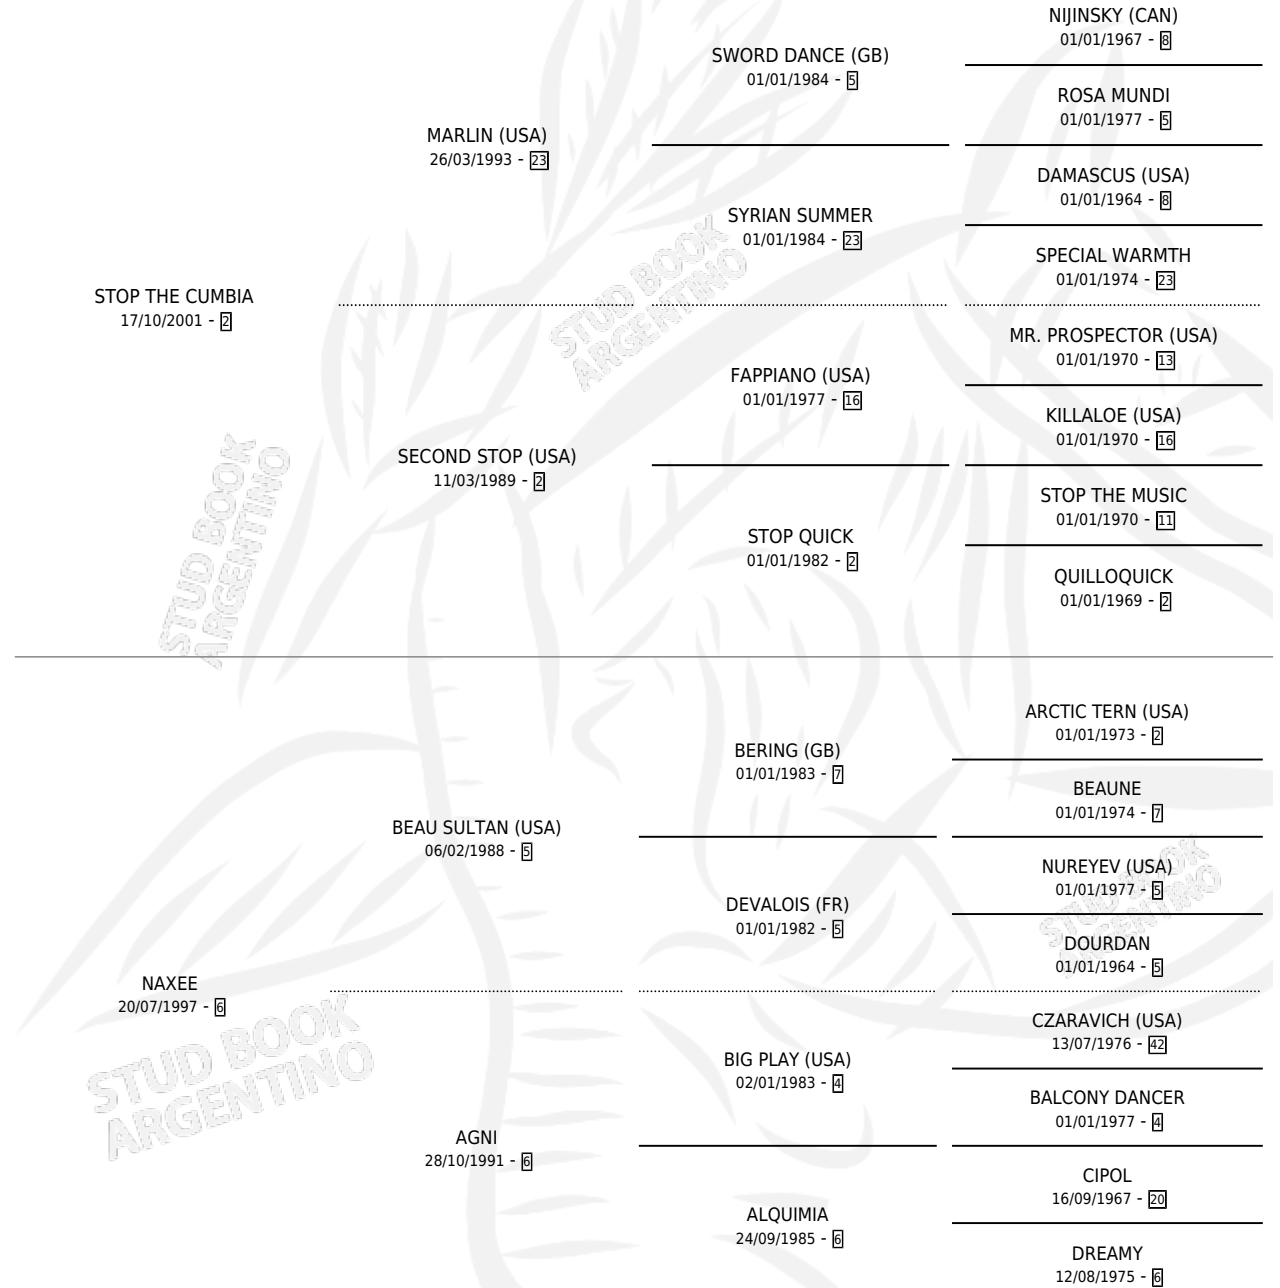 NIJINSKY (CAN)
01/01/1967 - 8
SWORD DANCE (GB)
01/01/1984 - 5
ROSA MUNDI
01/01/1977 - 5
MARLIN (USA)
26/03/1993 - 23
DAMASCUS (USA)
01/01/1964 - 8
SYRIAN SUMMER
01/01/1984 - 23
SPECIAL WARMTH
01/01/1974 - 23
STOP THE CUMBIA
17/10/2001 - 2
STUD BOOK
ARGENTINO
MR. PROSPECTOR (USA)
01/01/1970 - 13
FAPPIANO (USA)
01/01/1977 - 16
KILLALOE (USA)
01/01/1970 - 16
SECOND STOP (USA)
11/03/1989 - 2
STOP THE MUSIC
01/01/1970 - 11
STOP QUICK
01/01/1982 - 2
QUILLOQUICK
01/01/1969 - 2
STUD BOOK
ARGENTINO
ARCTIC TERN (USA)
01/01/1973 - 2
BERING (GB)
01/01/1983 - 7
BEAUNE
01/01/1974 - 7
BEAU SULTAN (USA)
06/02/1988 - 5
NUREYEV (USA)
01/01/1977 - 5
DEVALOIS (FR)
01/01/1982 - 5
STUD BOOK
ARGENTINO
DOURDAN
01/01/1964 - 5
NAXEE
20/07/1997 - 6
CZARAVICH (USA)
13/07/1976 - 42
BIG PLAY (USA)
02/01/1983 - 4
BALCONY DANCER
01/01/1977 - 4
STUD BOOK
ARGENTINO
AGNI
28/10/1991 - 6
CIPOL
16/09/1967 - 20
ALQUIMIA
24/09/1985 - 6
DREAMY
12/08/1975 - 6